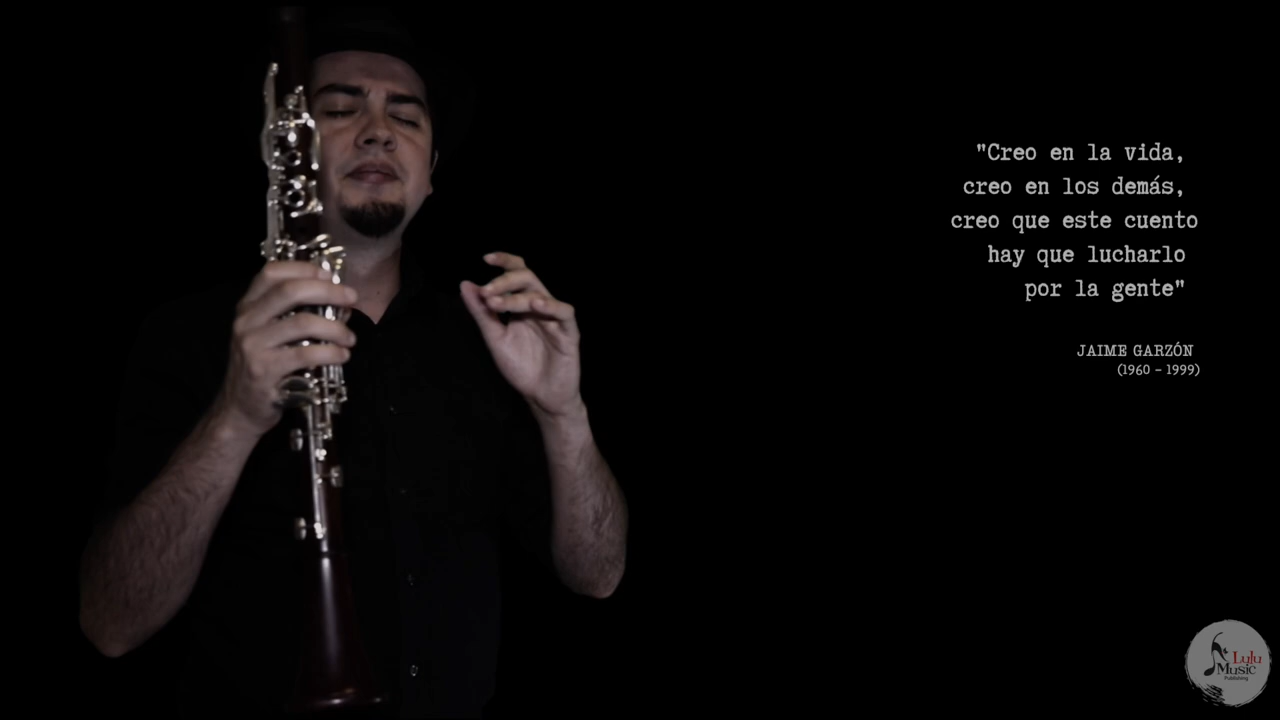 "Creo en la vida,
creo en los demás,
creo que este cuento
hay que lucharlo
por la gente"
JAIME GARZÓN
(1960 - 1999)
Lulu
Music
Publishing